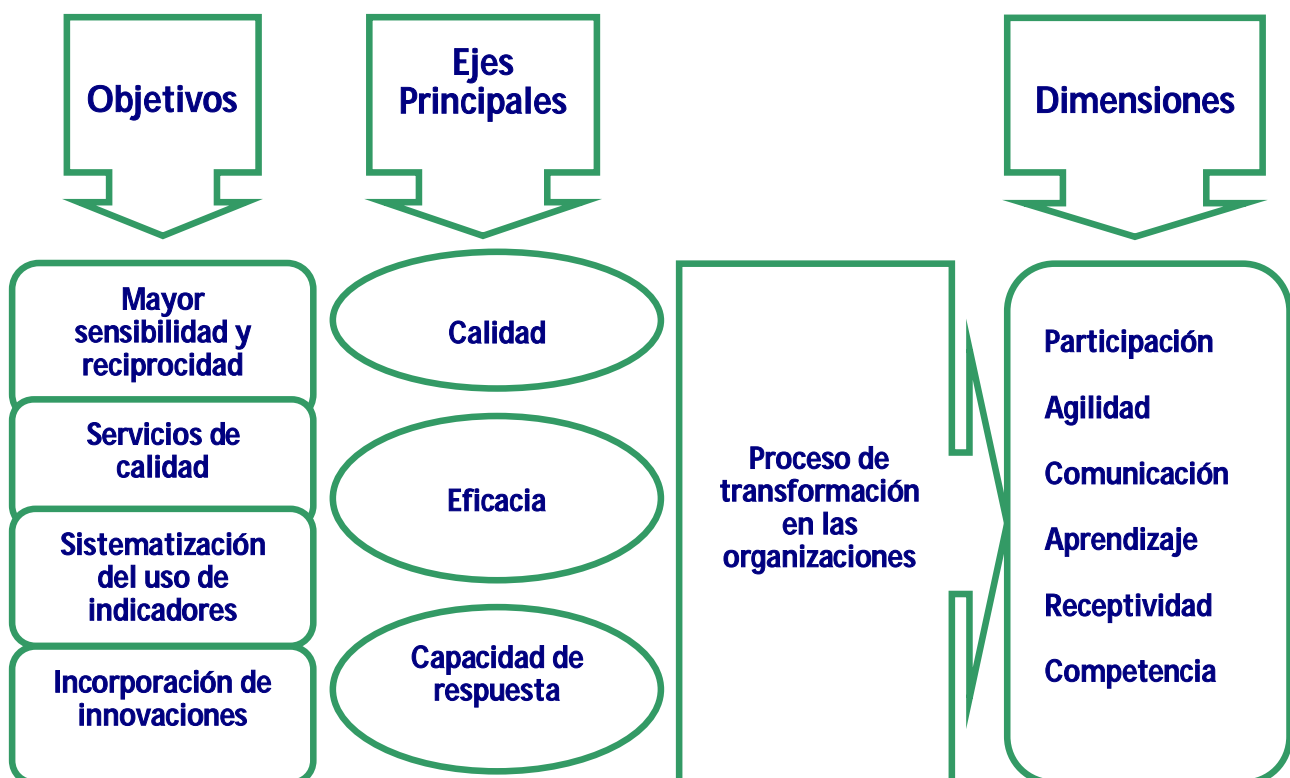 Objetivos
Ejes
Principales
Dimensiones
Mayor
sensibilidad y
reciprocidad
Servicios de
calidad
Sistematización
del uso de
indicadores
Incorporación de
innovaciones
Calidad
Eficacia
Capacidad de
respuesta
Proceso de
transformación
en las
organizaciones
Participación
Agilidad
Comunicación
Aprendizaje
Receptividad
Competencia